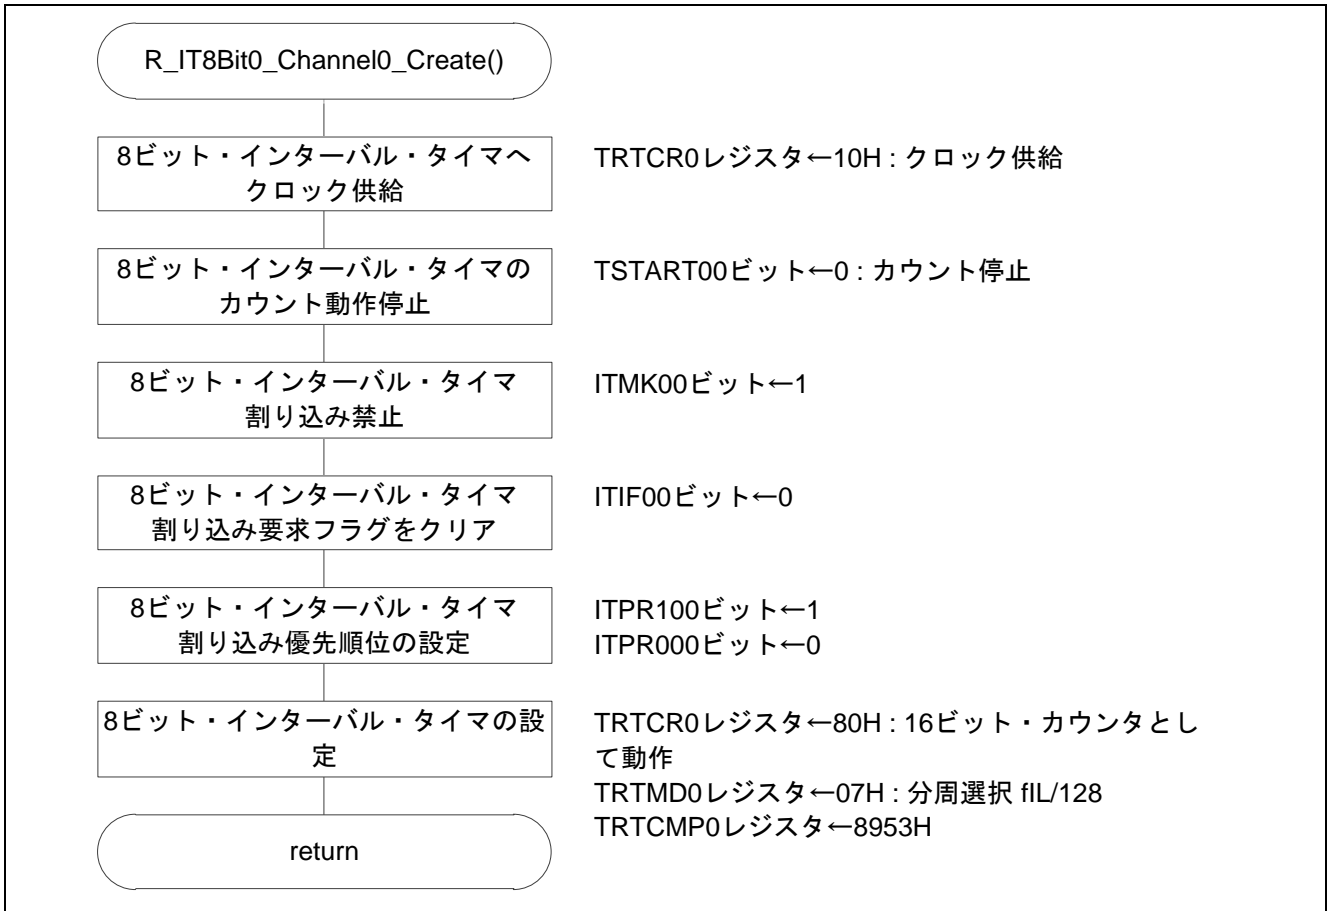 R_IT8Bit0_Channel0_Create()
8ビット・インターバル・タイマへ
クロック供給
TRTCR0レジスタ←10H : クロック供給
8ビット・インターバル・タイマの
カウント動作停止
TSTART00ビット←0 : カウント停止
8ビット・インターバル・タイマ
割り込み禁止
ITMK00ビット←1
8ビット・インターバル・タイマ
割り込み要求フラグをクリア
ITIF00ビット←0
8ビット・インターバル・タイマ
割り込み優先順位の設定
ITPR100ビット←1
ITPR000ビット←0
8ビット・インターバル・タイマの設
定
TRTCR0レジスタ←80H : 16ビット・カウンタとし
て動作
TRTMD0レジスタ←07H : 分周選択 fIL/128
TRTCMP0レジスタ←8953H
return